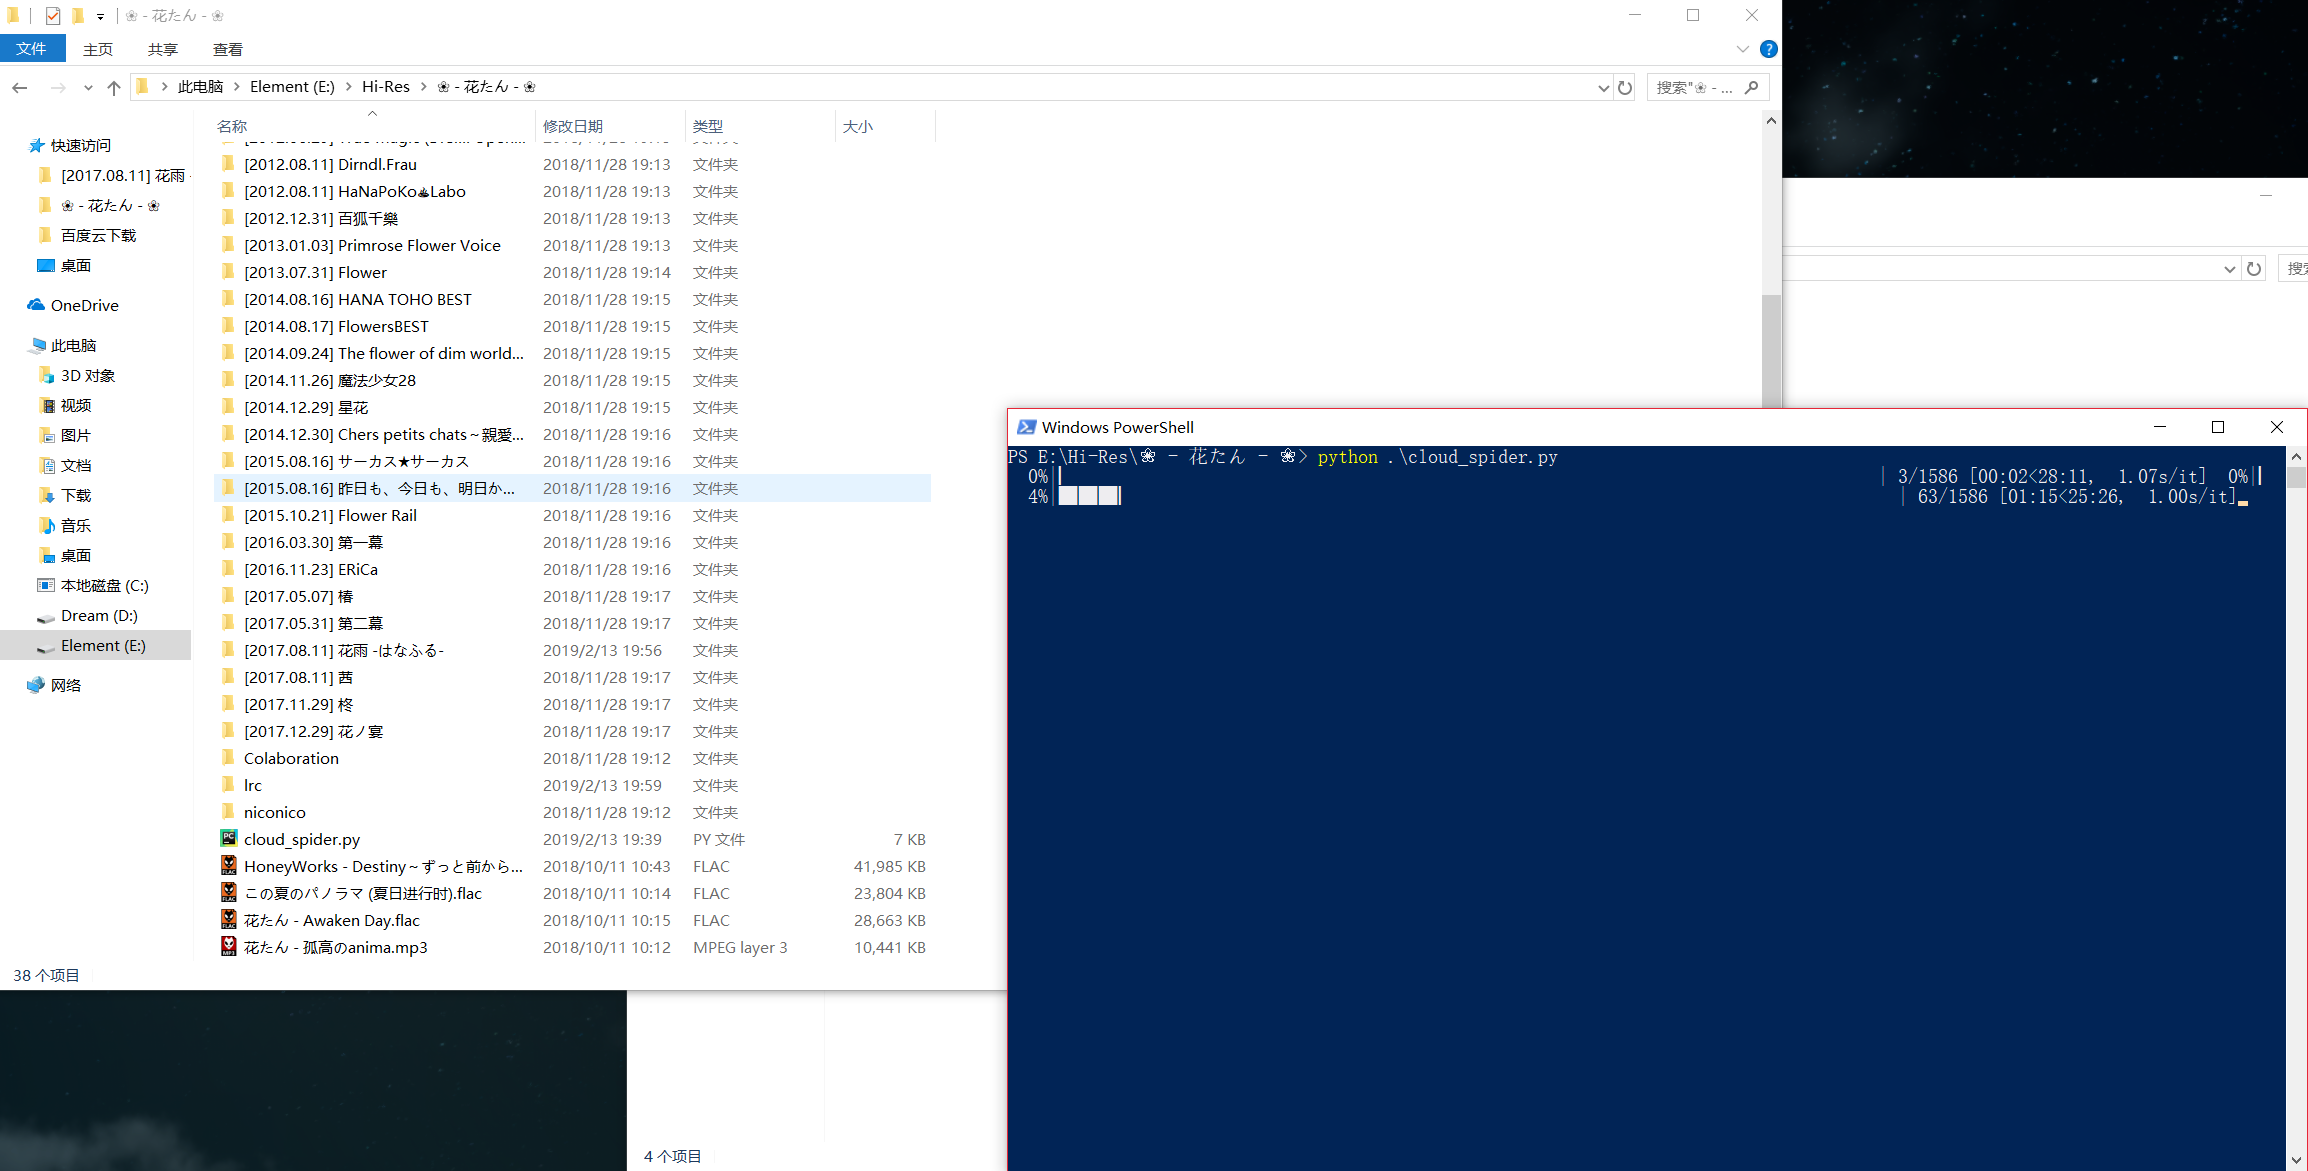 ❀ - 花たん - ❀
文件 主页 共享 查看
此电脑 > Element (E:) > Hi-Res > ❀ - 花たん - ❀
搜索"❀ - ...
名称 修改日期 类型 大小
快速访问
[2017.08.11] 花雨
❀ - 花たん - ❀
百度云下载
桌面
OneDrive
此电脑
3D 对象
视频
图片
文档
下载
音乐
桌面
本地磁盘 (C:)
Dream (D:)
Element (E:)
网络
[2012.08.11] Dirndl.Frau 2018/11/28 19:13 文件夹
[2012.08.11] HaNaPoKo♨Labo 2018/11/28 19:13 文件夹
[2012.12.31] 百狐千樂 2018/11/28 19:13 文件夹
[2013.01.03] Primrose Flower Voice 2018/11/28 19:13 文件夹
[2013.07.31] Flower 2018/11/28 19:14 文件夹
[2014.08.16] HANA TOHO BEST 2018/11/28 19:15 文件夹
[2014.08.17] FlowersBEST 2018/11/28 19:15 文件夹
[2014.09.24] The flower of dim world... 2018/11/28 19:15 文件夹
[2014.11.26] 魔法少女28 2018/11/28 19:15 文件夹
[2014.12.29] 星花 2018/11/28 19:15 文件夹
[2014.12.30] Chers petits chats～親愛... 2018/11/28 19:16 文件夹
[2015.08.16] サーカス★サーカス 2018/11/28 19:16 文件夹
[2015.08.16] 昨日も、今日も、明日か... 2018/11/28 19:16 文件夹
[2015.10.21] Flower Rail 2018/11/28 19:16 文件夹
[2016.03.30] 第一幕 2018/11/28 19:16 文件夹
[2016.11.23] ERiCa 2018/11/28 19:16 文件夹
[2017.05.07] 椿 2018/11/28 19:17 文件夹
[2017.05.31] 第二幕 2018/11/28 19:17 文件夹
[2017.08.11] 花雨 -はなふる- 2019/2/13 19:56 文件夹
[2017.08.11] 茜 2018/11/28 19:17 文件夹
[2017.11.29] 柊 2018/11/28 19:17 文件夹
[2017.12.29] 花ノ宴 2018/11/28 19:17 文件夹
Colaboration 2018/11/28 19:12 文件夹
lrc 2019/2/13 19:59 文件夹
niconico 2018/11/28 19:12 文件夹
cloud_spider.py 2019/2/13 19:39 PY 文件 7 KB
HoneyWorks - Destiny～ずっと前から... 2018/10/11 10:43 FLAC 41,985 KB
この夏のパノラマ (夏日进行时).flac 2018/10/11 10:14 FLAC 23,804 KB
花たん - Awaken Day.flac 2018/10/11 10:15 FLAC 28,663 KB
花たん - 孤高のanima.mp3 2018/10/11 10:12 MPEG layer 3 10,441 KB
38 个项目
4 个项目
Windows PowerShell
PS E:\Hi-Res\❀ - 花たん - ❀> python .\cloud_spider.py
0%| | 3/1586 [00:02<28:11, 1.07s/it] 0%|
4%|███ | 63/1586 [01:15<25:26, 1.00s/it]